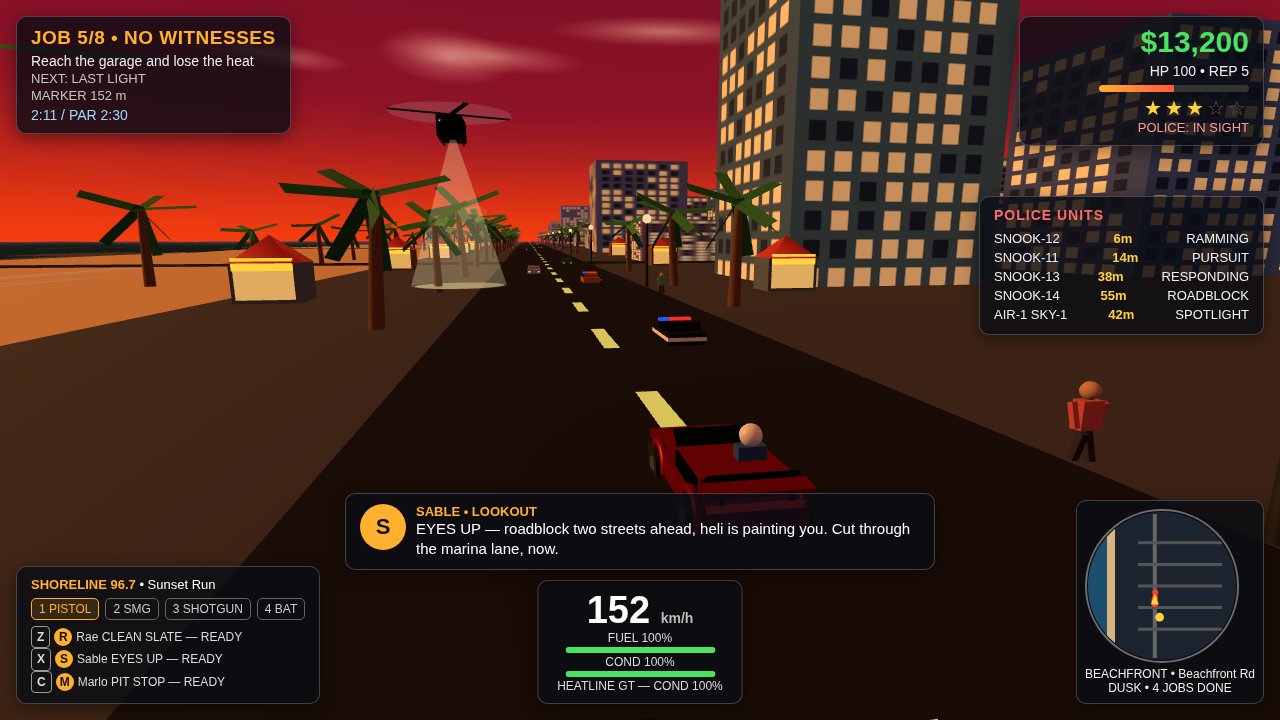 JOB 5/8 • NO WITNESSES
Reach the garage and lose the heat
NEXT: LAST LIGHT
MARKER 152 m
2:11 / PAR 2:30
$13,200
HP 100 • REP 5
★★★☆☆
POLICE: IN SIGHT
POLICE UNITS
SNOOK-12 6m RAMMING
SNOOK-11 14m PURSUIT
SNOOK-13 38m RESPONDING
SNOOK-14 55m ROADBLOCK
AIR-1 SKY-1 42m SPOTLIGHT
S
SABLE • LOOKOUT
EYES UP — roadblock two streets ahead, heli is painting you. Cut through
the marina lane, now.
SHORELINE 96.7 • Sunset Run
1 PISTOL 2 SMG 3 SHOTGUN 4 BAT
Z R Rae CLEAN SLATE — READY
X S Sable EYES UP — READY
C M Marlo PIT STOP — READY
152 km/h
FUEL 100%
COND 100%
HEATLINE GT — COND 100%
BEACHFRONT • Beachfront Rd
DUSK • 4 JOBS DONE